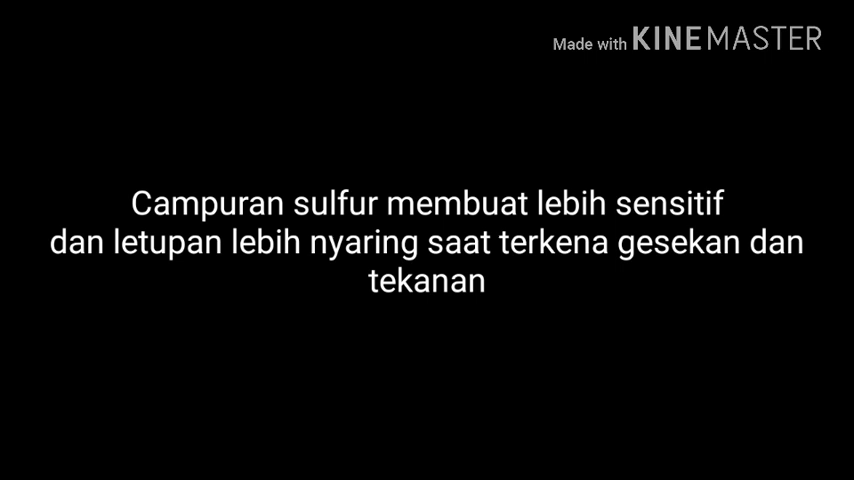 Made with KINEMASTER
Campuran sulfur membuat lebih sensitif
dan letupan lebih nyaring saat terkena gesekan dan
tekanan